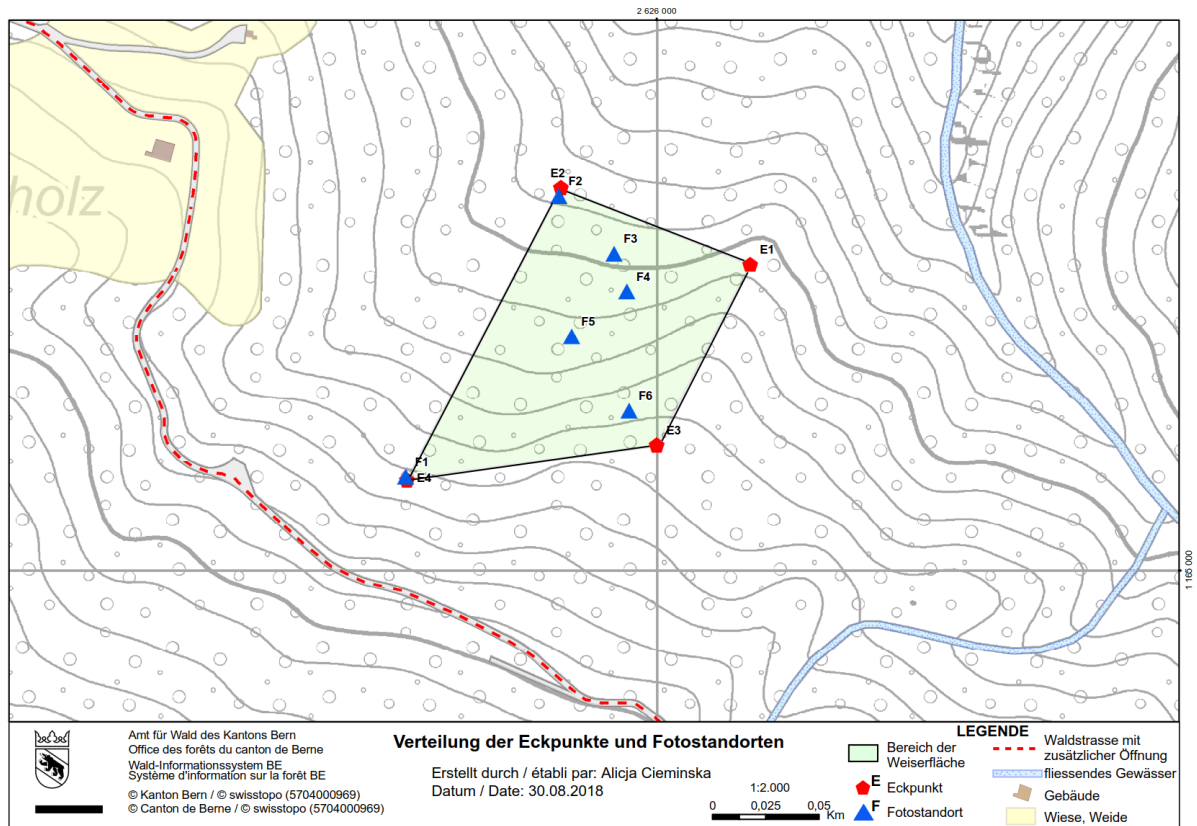 2 626 000
holz
E2
F2
F3
E1
F4
F5
F6
E3
F1
E4
1 165 000
Amt für Wald des Kantons Bern
Office des forêts du canton de Berne
Wald-Informationssystem BE
Système d'information sur la forêt BE
© Kanton Bern / © swisstopo (5704000969)
© Canton de Berne / © swisstopo (5704000969)
Verteilung der Eckpunkte und Fotostandorten
Erstellt durch / établi par: Alicja Cieminska
Datum / Date: 30.08.2018
1:2.000
0 0,025 0,05
Km
LEGENDE
Bereich der
Weiserfläche
E Eckpunkt
F Fotostandort
Waldstrasse mit
zusätzlicher Öffnung
fliessendes Gewässer
Gebäude
Wiese, Weide